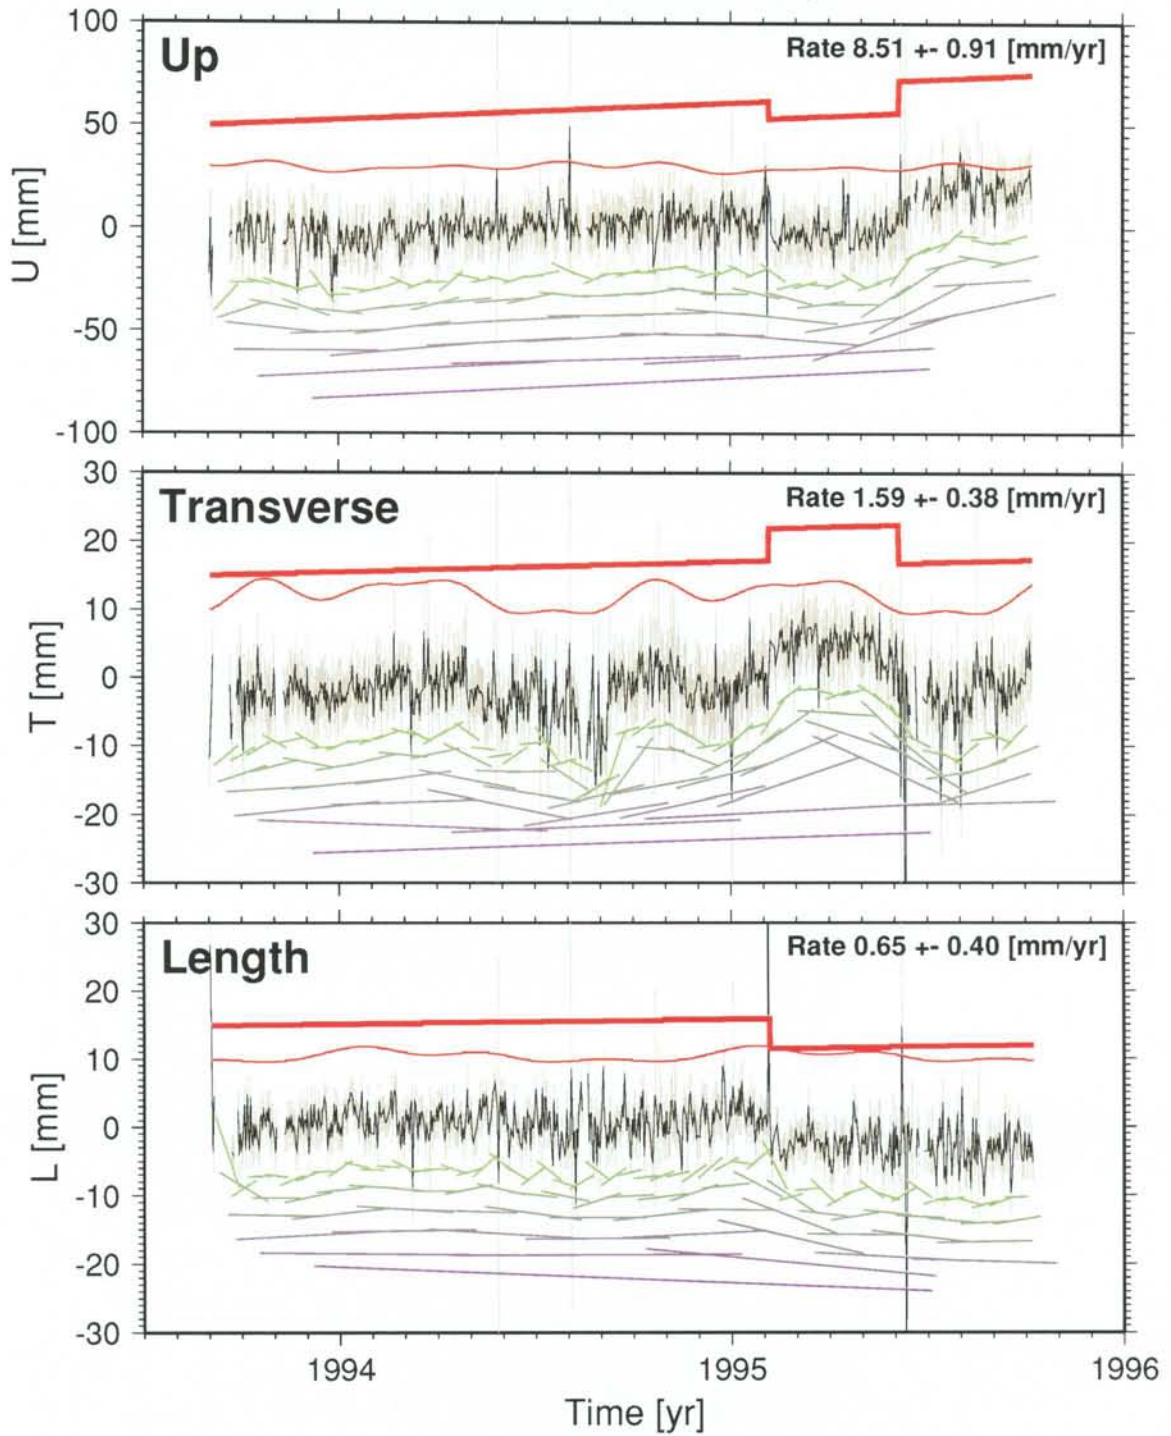 Up
Rate 8.51 +- 0.91 [mm/yr]
100
50
0
-50
-100
U [mm]
Transverse
Rate 1.59 +- 0.38 [mm/yr]
30
20
10
0
-10
-20
-30
T [mm]
Length
Rate 0.65 +- 0.40 [mm/yr]
30
20
10
0
-10
-20
-30
L [mm]
1994
1995
1996
Time [yr]